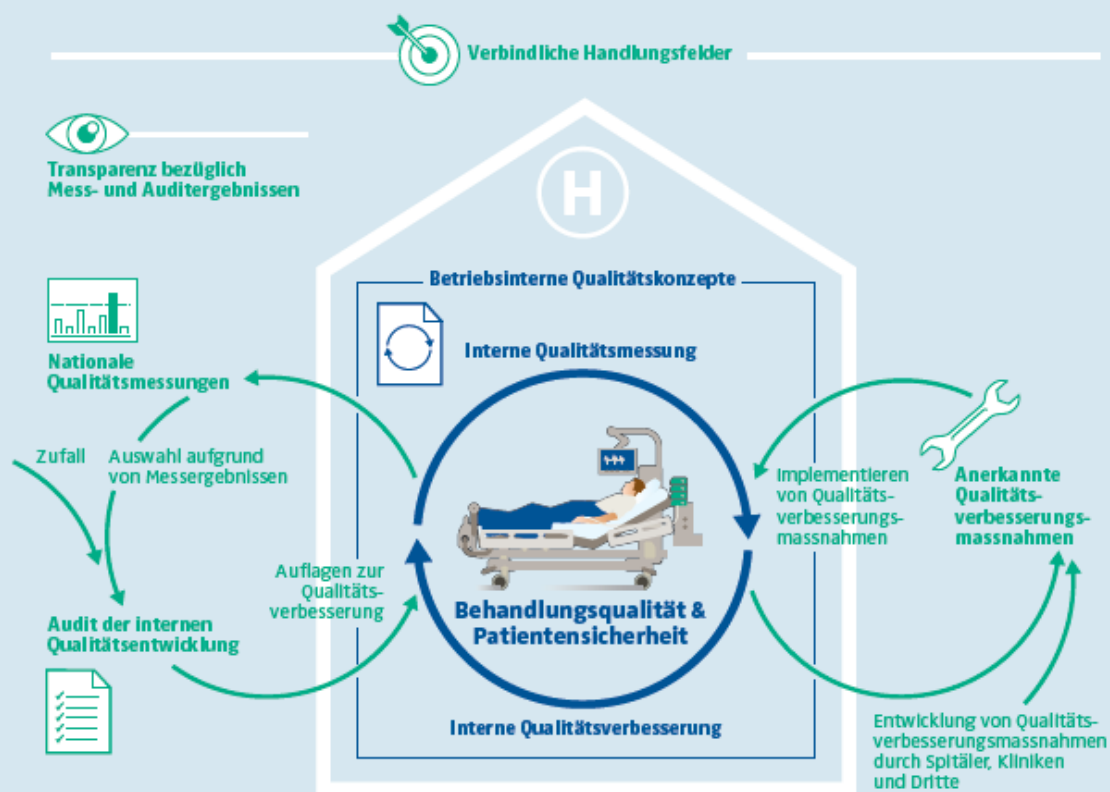 Verbindliche Handlungsfelder
Transparenz bezüglich
Mess- und Auditergebnissen
H
Betriebsinterne Qualitätskonzepte
Interne Qualitätsmessung
Nationale
Qualitätsmessungen
Zufall
Auswahl aufgrund
von Messergebnissen
Audit der internen
Qualitätsentwicklung
Auflagen zur
Qualitäts-
verbesserung
Behandlungsqualität &
Patientensicherheit
Interne Qualitätsverbesserung
Implementieren
von Qualitäts-
verbesserungs-
massnahmen
Anerkannte
Qualitäts-
verbesserungs-
massnahmen
Entwicklung von Qualitäts-
verbesserungsmassnahmen
durch Spitäler, Kliniken
und Dritte